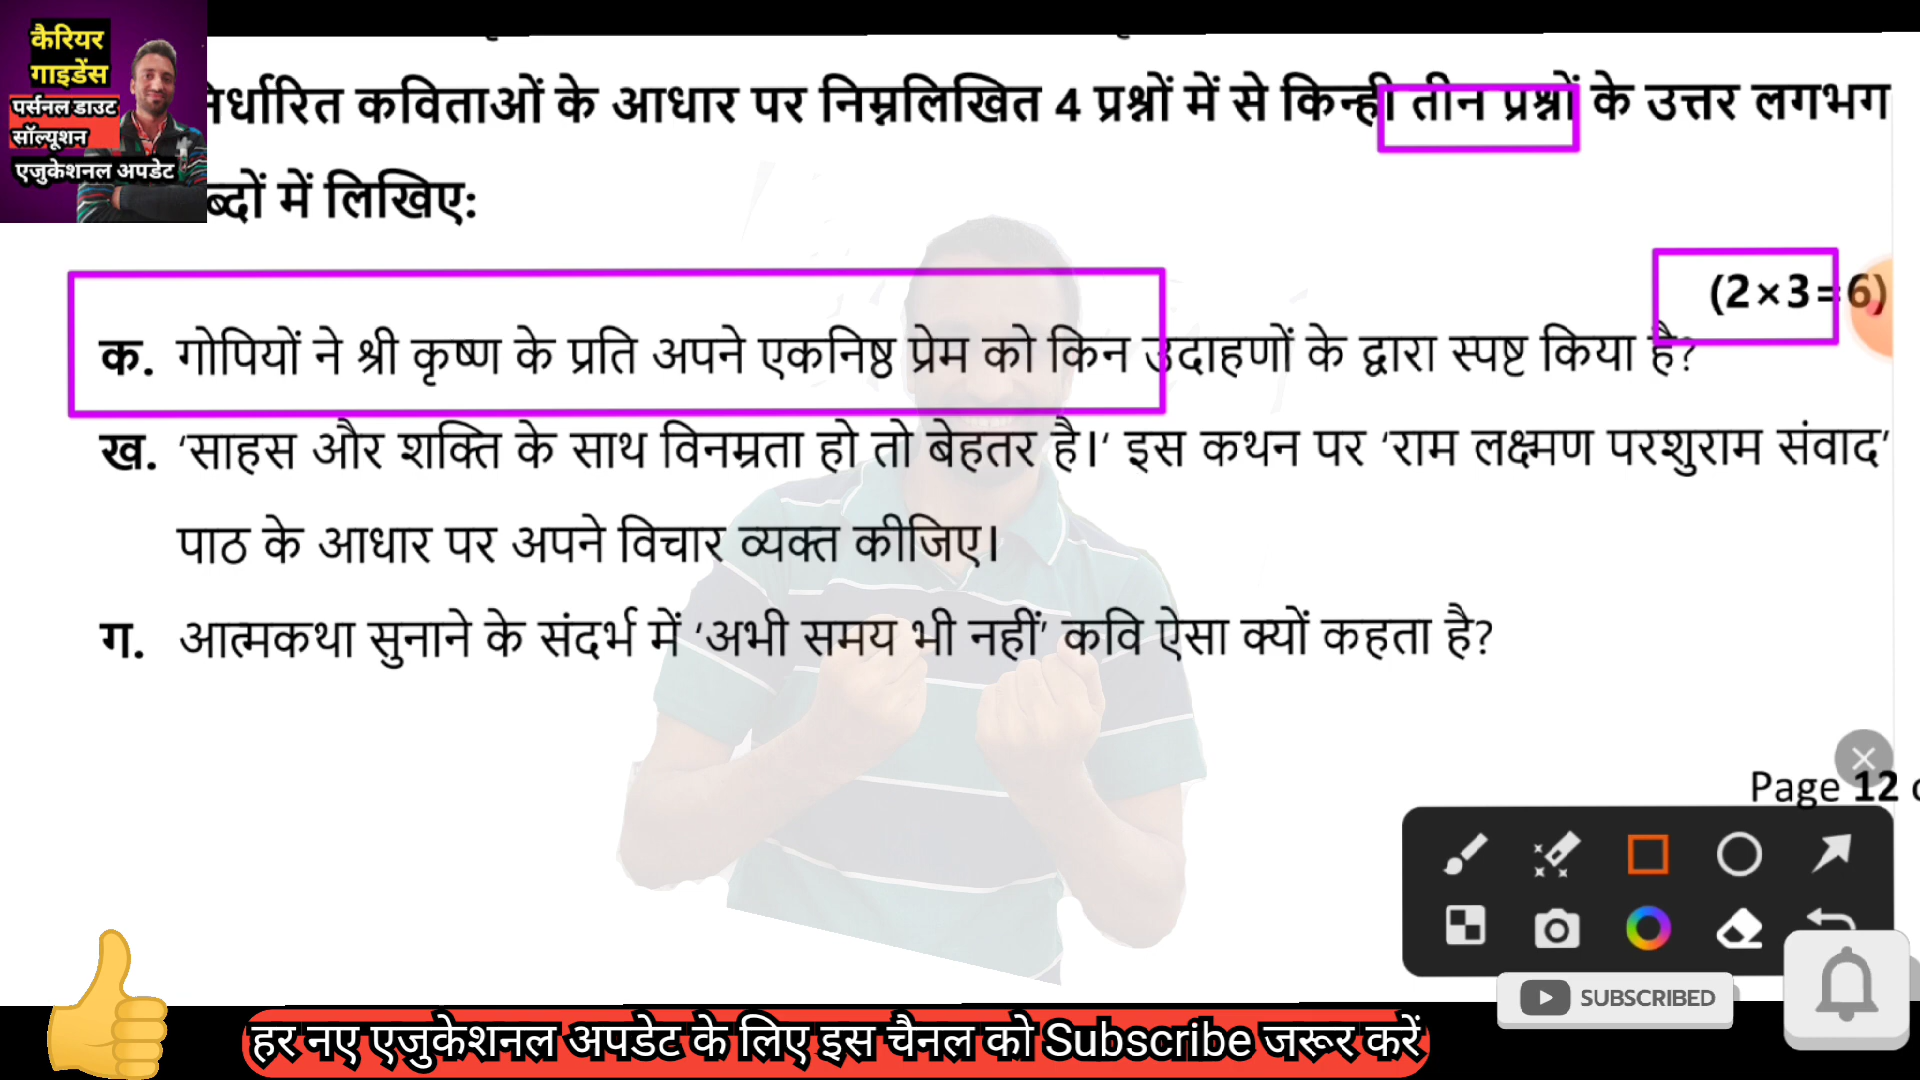 कैरियर
गाइडेंस
पर्सनल डाउट
सॉल्यूशन
एजुकेशनल अपडेट
निर्धारित कविताओं के आधार पर निम्नलिखित 4 प्रश्नों में से किन्ही तीन प्रश्नों के उत्तर लगभग
ब्दों में लिखिए:
(2×3=6)
क. गोपियों ने श्री कृष्ण के प्रति अपने एकनिष्ठ प्रेम को किन उदाहणों के द्वारा स्पष्ट किया है?
ख. ‘साहस और शक्ति के साथ विनम्रता हो तो बेहतर है।‘ इस कथन पर ‘राम लक्ष्मण परशुराम संवाद’
पाठ के आधार पर अपने विचार व्यक्त कीजिए।
ग. आत्मकथा सुनाने के संदर्भ में ‘अभी समय भी नहीं’ कवि ऐसा क्यों कहता है?
Page 12
SUBSCRIBED
हर नए एजुकेशनल अपडेट के लिए इस चैनल को Subscribe जरूर करें